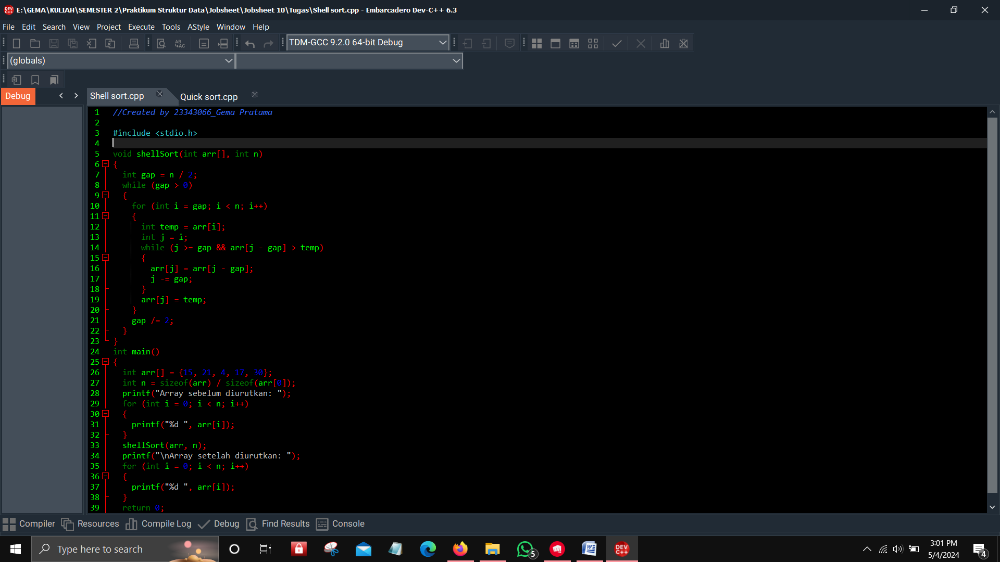 E:\GEMA\KULIAH\SEMESTER 2\Praktikum Struktur Data\Jobsheet\Jobsheet 10\Tugas\Shell sort.cpp - Embarcadero Dev-C++ 6.3
File Edit Search View Project Execute Tools AStyle Window Help
TDM-GCC 9.2.0 64-bit Debug
(globals)
Debug
Shell sort.cpp
Quick sort.cpp
1 //Created by 23343066_Gema Pratama
2
3 #include <stdio.h>
4
5 void shellSort(int arr[], int n)
6 {
7   int gap = n / 2;
8   while (gap > 0)
9   {
10     for (int i = gap; i < n; i++)
11     {
12       int temp = arr[i];
13       int j = i;
14       while (j >= gap && arr[j - gap] > temp)
15       {
16         arr[j] = arr[j - gap];
17         j -= gap;
18       }
19       arr[j] = temp;
20     }
21     gap /= 2;
22   }
23 }
24 int main()
25 {
26   int arr[] = {15, 21, 4, 17, 30};
27   int n = sizeof(arr) / sizeof(arr[0]);
28   printf("Array sebelum diurutkan: ");
29   for (int i = 0; i < n; i++)
30   {
31     printf("%d ", arr[i]);
32   }
33   shellSort(arr, n);
34   printf("\nArray setelah diurutkan: ");
35   for (int i = 0; i < n; i++)
36   {
37     printf("%d ", arr[i]);
38   }
39   return 0;
Compiler Resources Compile Log Debug Find Results Console
Type here to search
5
DEV C++
3:01 PM
5/4/2024
4